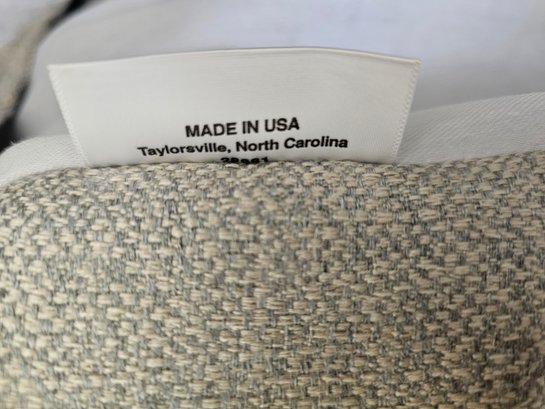 MADE IN USA
Taylorsville, North Carolina